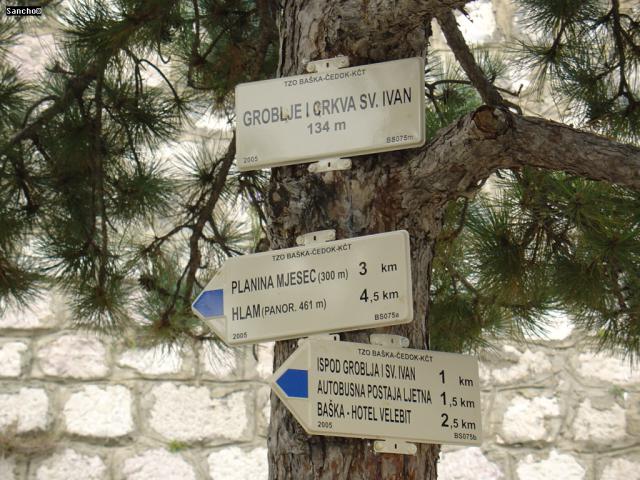 Sancho©
TZO BAŠKA-ČEDOK-KČT
GROBLJE I CRKVA SV. IVAN
134 m
2005 BS075m
TZO BAŠKA-ČEDOK-KČT
PLANINA MJESEC (300 m) 3 km
HLAM (PANOR. 461 m) 4,5 km
2005 BS075a
TZO BAŠKA-ČEDOK-KČT
ISPOD GROBLJA I SV. IVAN 1 km
AUTOBUSNA POSTAJA LJETNA 1,5 km
BAŠKA - HOTEL VELEBIT 2,5 km
2005 BS075b
Sancho©